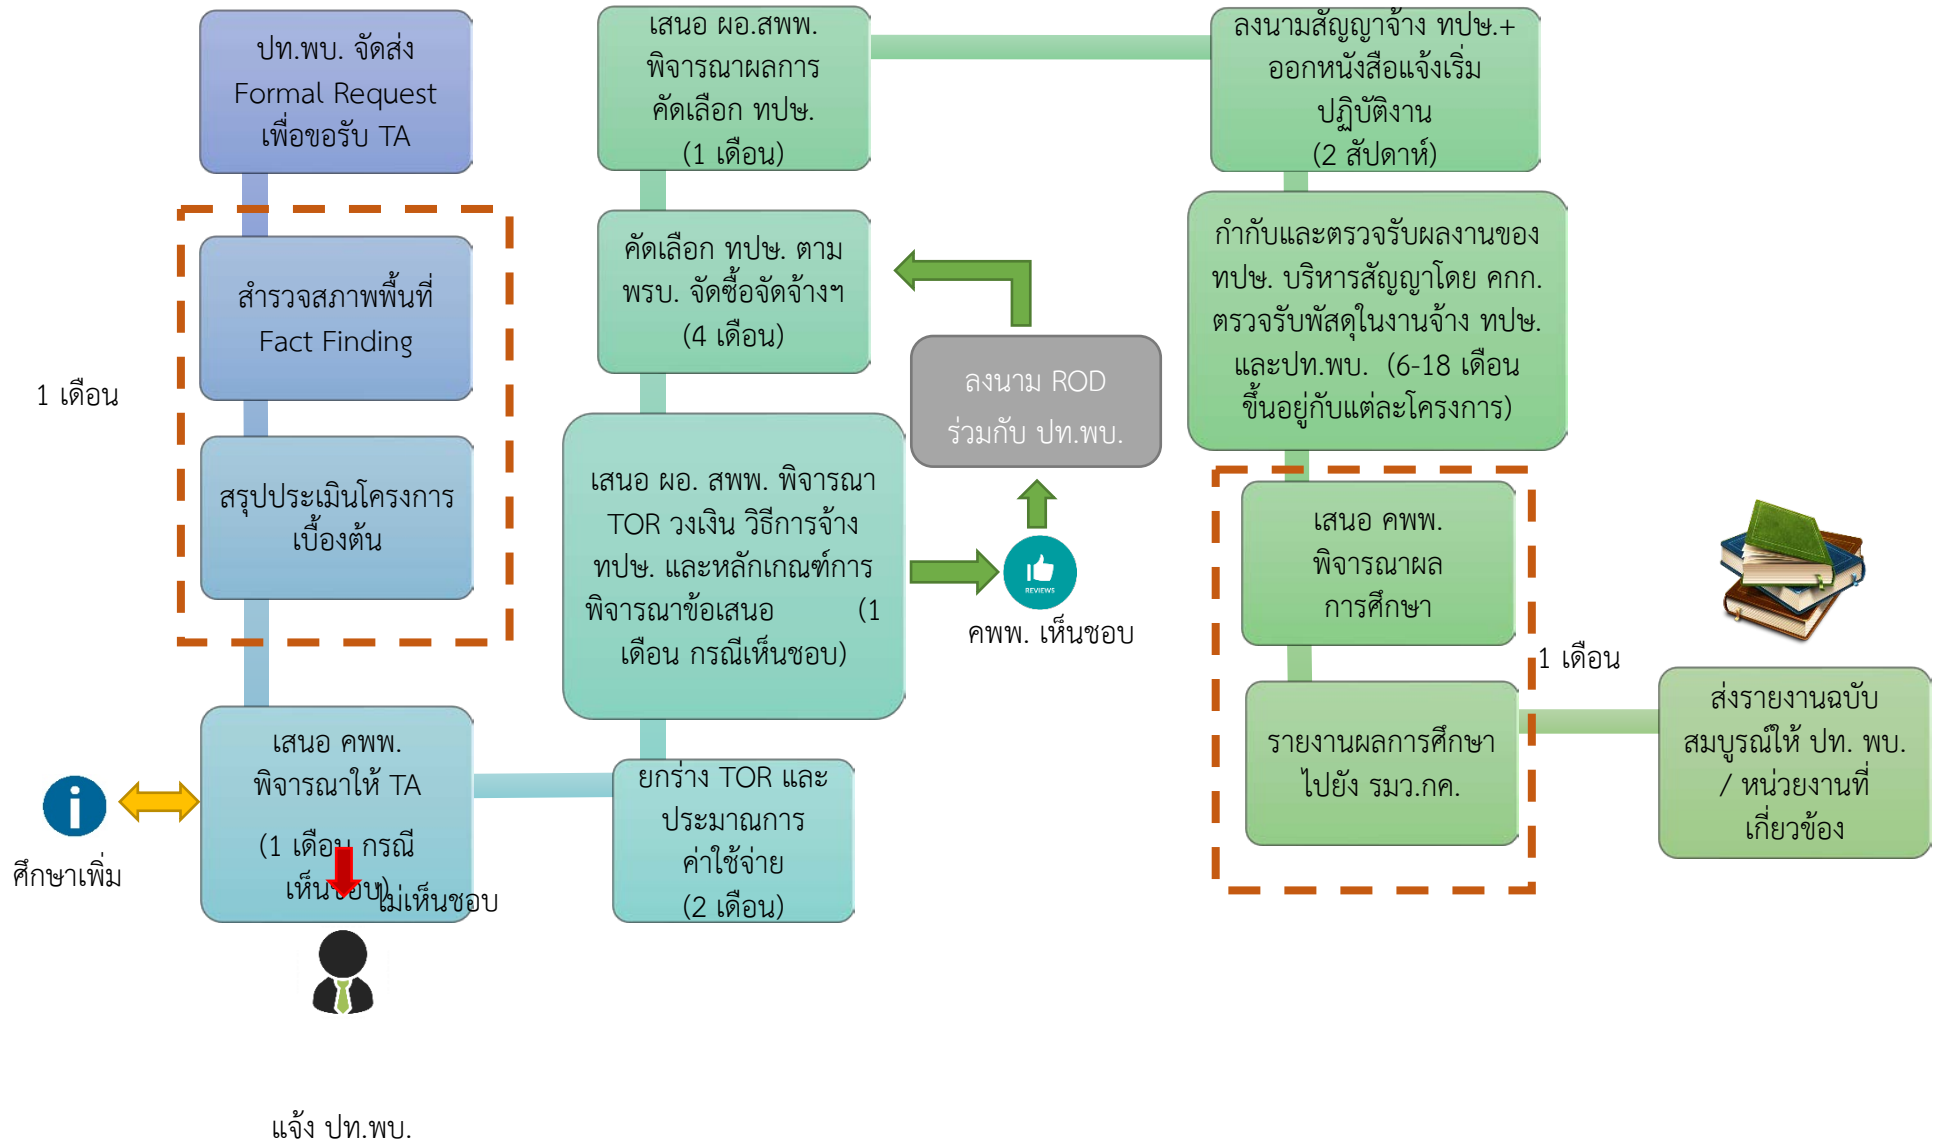 ปท.พบ. จัดส่ง
Formal Request
เพื่อขอรับ TA
1 เดือน
สำรวจสภาพพื้นที่
Fact Finding
สรุปประเมินโครงการ
เบื้องต้น
เสนอ คพพ.
พิจารณาให้ TA
(1 เดือน กรณี
เห็นชอบ)
ศึกษาเพิ่ม
ไม่เห็นชอบ
แจ้ง ปท.พบ.
ยกร่าง TOR และ
ประมาณการ
ค่าใช้จ่าย
(2 เดือน)
เสนอ ผอ. สพพ. พิจารณา
TOR วงเงิน วิธีการจ้าง
ทปษ. และหลักเกณฑ์การ
พิจารณาข้อเสนอ (1
เดือน กรณีเห็นชอบ)
REVIEWS
คพพ. เห็นชอบ
ลงนาม ROD
ร่วมกับ ปท.พบ.
คัดเลือก ทปษ. ตาม
พรบ. จัดซื้อจัดจ้างฯ
(4 เดือน)
เสนอ ผอ.สพพ.
พิจารณาผลการ
คัดเลือก ทปษ.
(1 เดือน)
ลงนามสัญญาจ้าง ทปษ.+
ออกหนังสือแจ้งเริ่ม
ปฏิบัติงาน
(2 สัปดาห์)
กำกับและตรวจรับผลงานของ
ทปษ. บริหารสัญญาโดย คกก.
ตรวจรับพัสดุในงานจ้าง ทปษ.
และปท.พบ. (6-18 เดือน
ขึ้นอยู่กับแต่ละโครงการ)
เสนอ คพพ.
พิจารณาผล
การศึกษา
1 เดือน
รายงานผลการศึกษา
ไปยัง รมว.กค.
ส่งรายงานฉบับ
สมบูรณ์ให้ ปท. พบ.
/ หน่วยงานที่
เกี่ยวข้อง